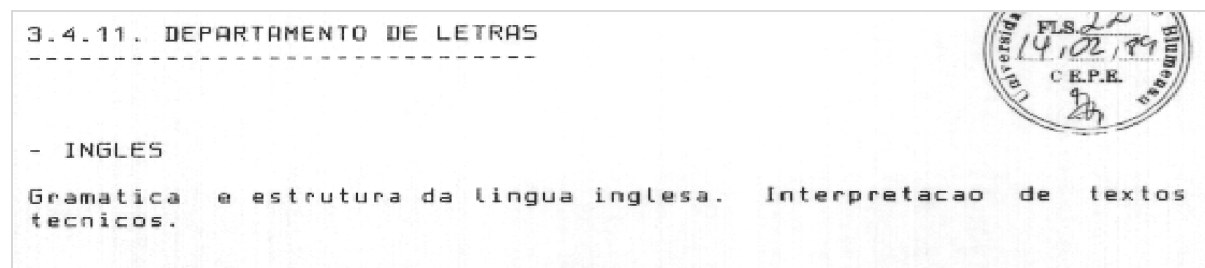 3.4.11. DEPARTAMENTO DE LETRAS
------------------------------
Universida
Blumenau
FLS. 22
14,02,89
C E.P.E.
- INGLES
Gramatica e estrutura da lingua inglesa. Interpretacao de textos
tecnicos.